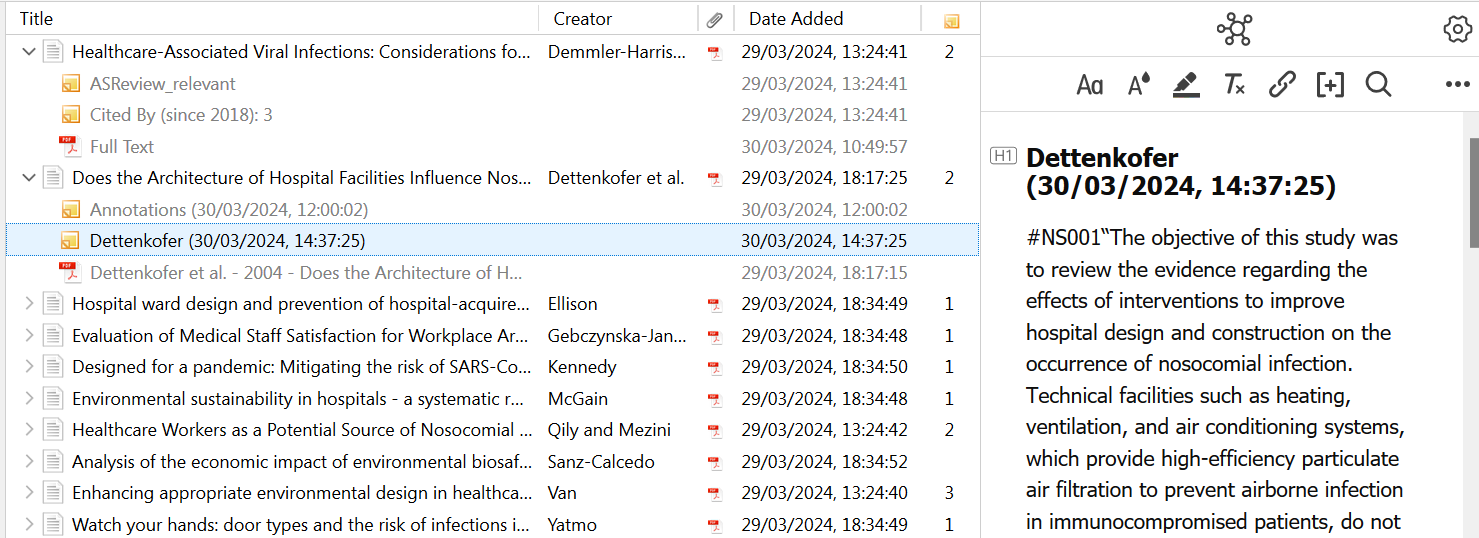 Title Creator Date Added
Healthcare-Associated Viral Infections: Considerations fo... Demmler-Harris... 29/03/2024, 13:24:41 2
ASReview_relevant 29/03/2024, 13:24:41
Cited By (since 2018): 3 29/03/2024, 13:24:41
Full Text 30/03/2024, 10:49:57
Does the Architecture of Hospital Facilities Influence Nos... Dettenkofer et al. 29/03/2024, 18:17:25 2
Annotations (30/03/2024, 12:00:02) 30/03/2024, 12:00:02
Dettenkofer (30/03/2024, 14:37:25) 30/03/2024, 14:37:25
Dettenkofer et al. - 2004 - Does the Architecture of H... 29/03/2024, 18:17:15
Hospital ward design and prevention of hospital-acquire... Ellison 29/03/2024, 18:34:49 1
Evaluation of Medical Staff Satisfaction for Workplace Ar... Gebczynska-Jan... 29/03/2024, 18:34:48 1
Designed for a pandemic: Mitigating the risk of SARS-Co... Kennedy 29/03/2024, 18:34:50 1
Environmental sustainability in hospitals - a systematic r... McGain 29/03/2024, 18:34:48 1
Healthcare Workers as a Potential Source of Nosocomial ... Qily and Mezini 29/03/2024, 13:24:42 2
Analysis of the economic impact of environmental biosaf... Sanz-Calcedo 29/03/2024, 18:34:52
Enhancing appropriate environmental design in healthca... Van 29/03/2024, 13:24:40 3
Watch your hands: door types and the risk of infections i... Yatmo 29/03/2024, 18:34:49 1
Aa A Tx [+]
H1 Dettenkofer
(30/03/2024, 14:37:25)
#NS001“The objective of this study was
to review the evidence regarding the
effects of interventions to improve
hospital design and construction on the
occurrence of nosocomial infection.
Technical facilities such as heating,
ventilation, and air conditioning systems,
which provide high-efficiency particulate
air filtration to prevent airborne infection
in immunocompromised patients, do not